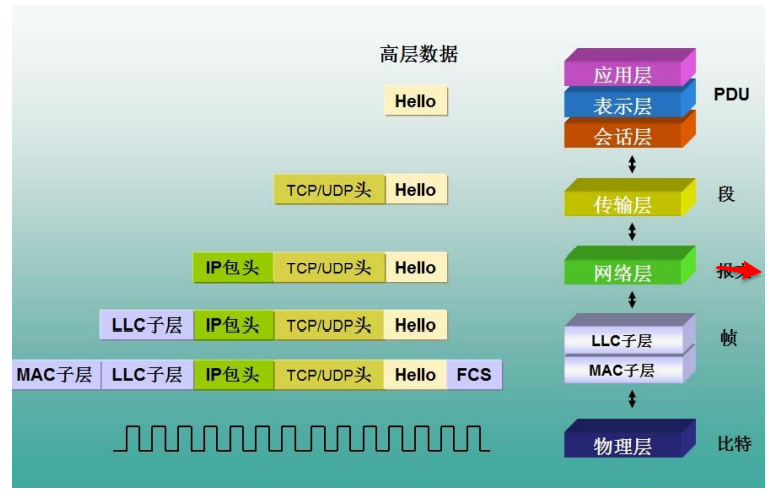 高层数据
应用层
PDU
Hello
表示层
会话层
TCP/UDP头 Hello
传输层
段
IP包头 TCP/UDP头 Hello
网络层
LLC子层 IP包头 TCP/UDP头 Hello
LLC子层
帧
MAC子层 LLC子层 IP包头 TCP/UDP头 Hello FCS
MAC子层
物理层
比特